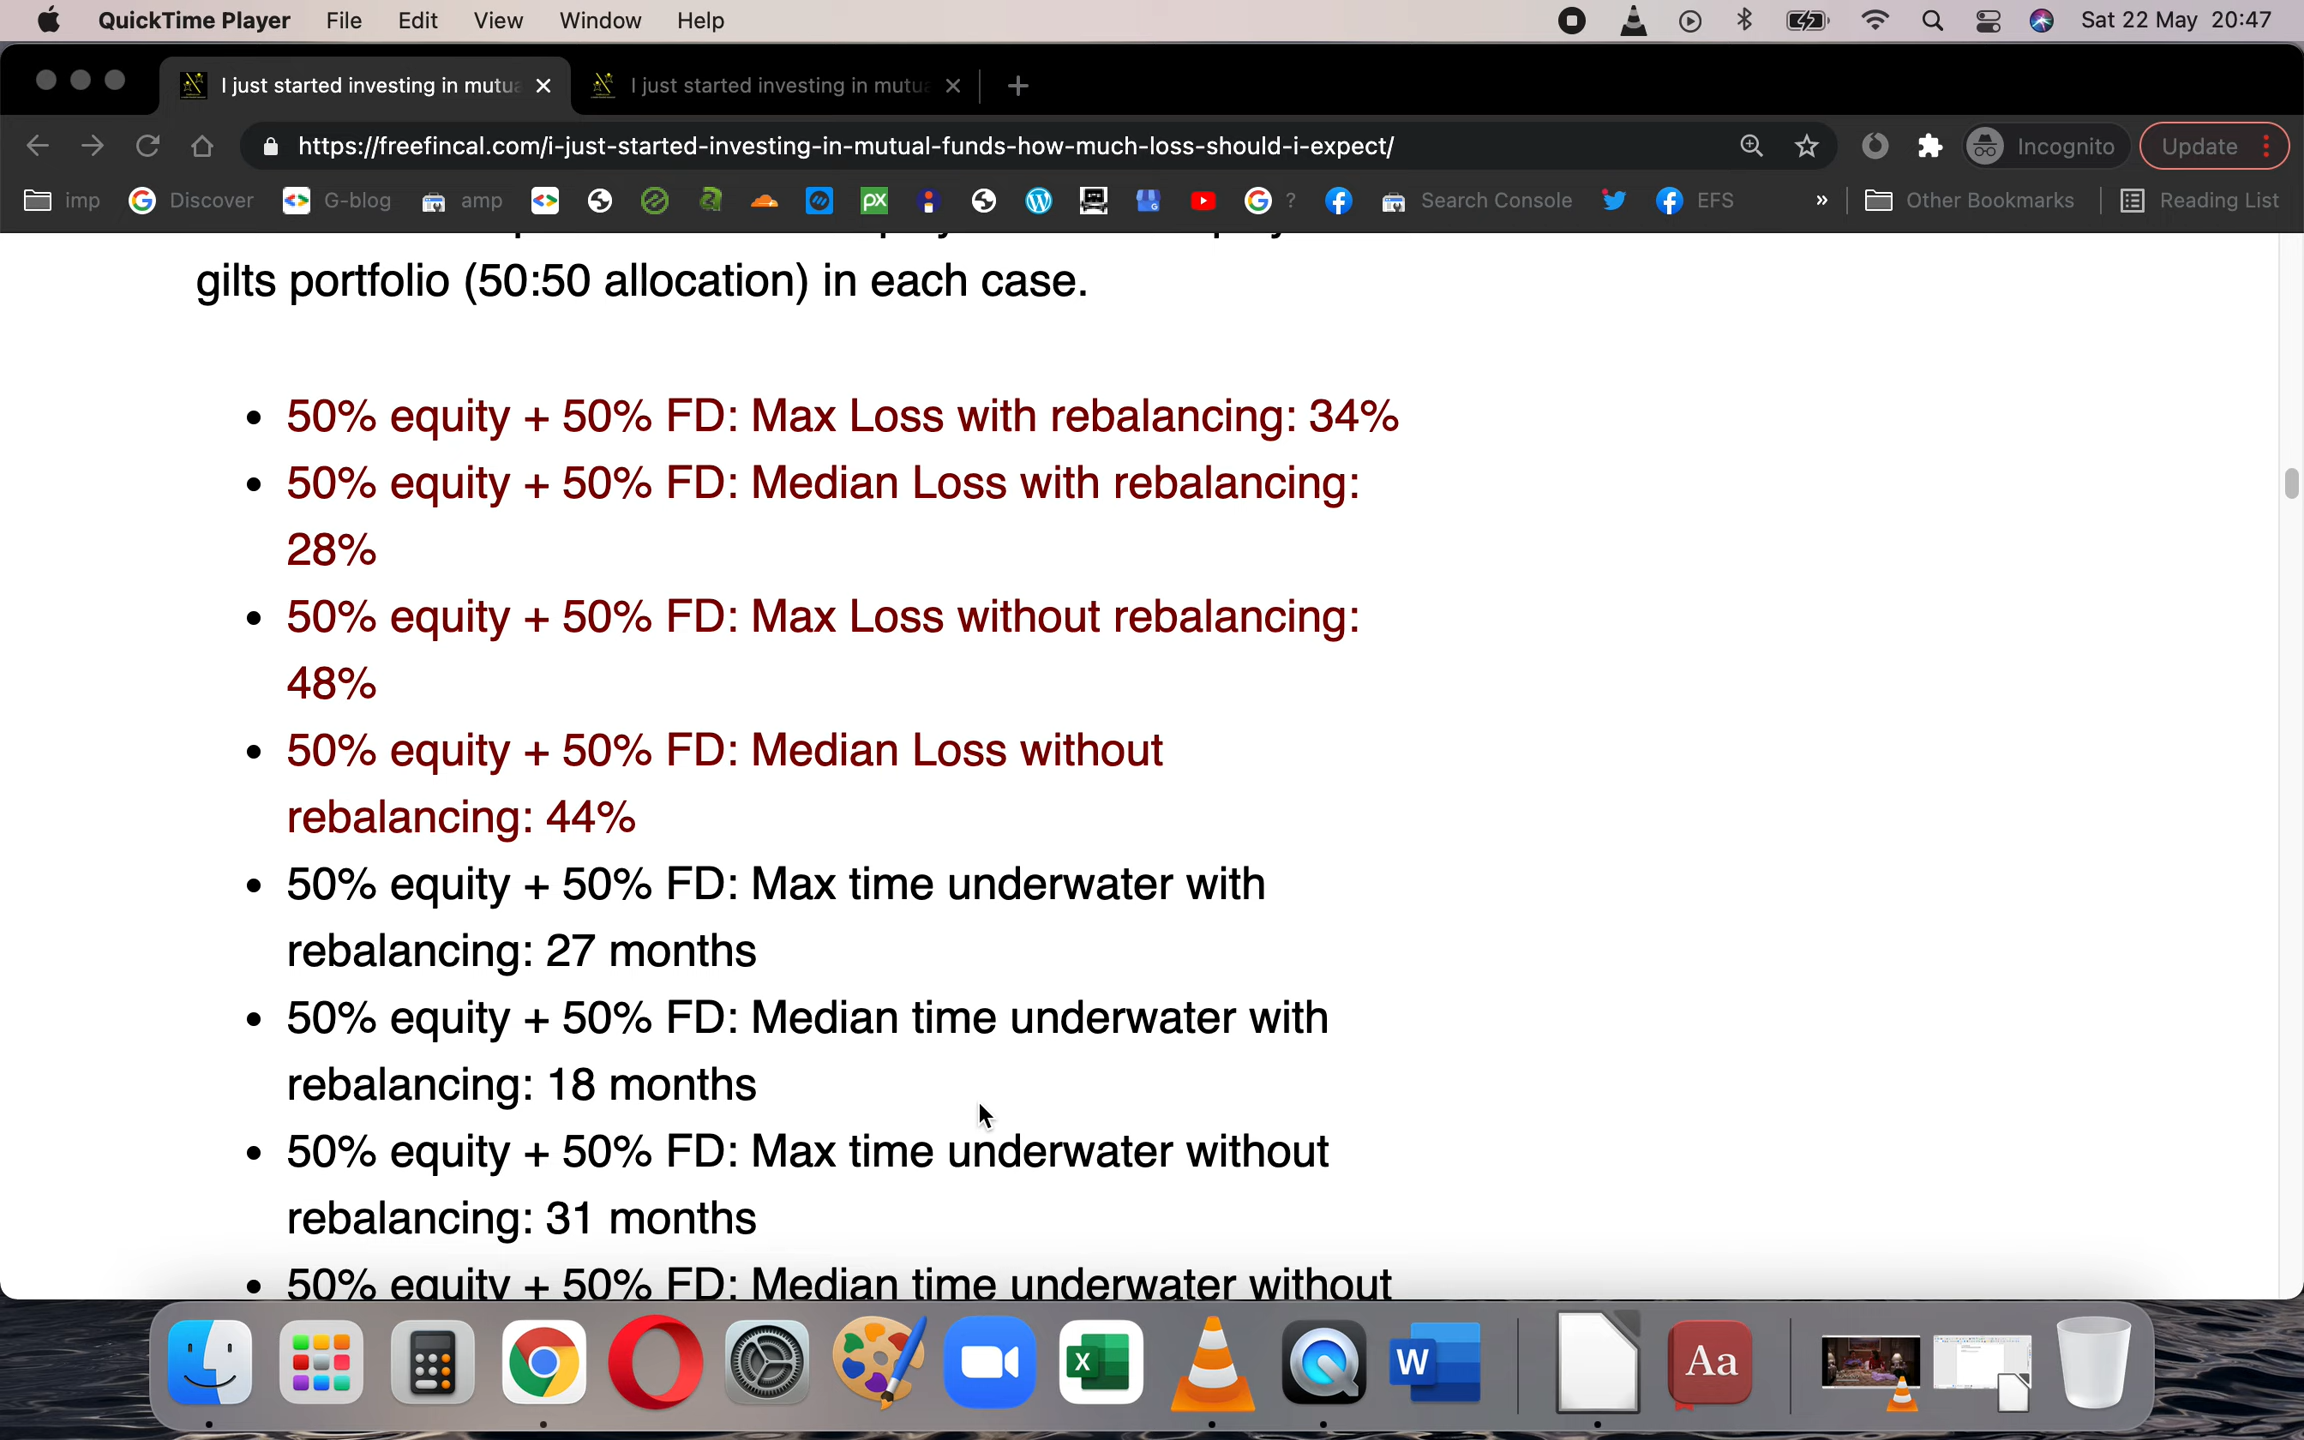 QuickTime Player File Edit View Window Help Sat 22 May 20:47
I just started investing in mutu I just started investing in mutu
https://freefincal.com/i-just-started-investing-in-mutual-funds-how-much-loss-should-i-expect/ Incognito Update
imp Discover G-blog amp PX ? Search Console EFS » Other Bookmarks Reading List
gilts portfolio (50:50 allocation) in each case.
• 50% equity + 50% FD: Max Loss with rebalancing: 34%
• 50% equity + 50% FD: Median Loss with rebalancing:
28%
• 50% equity + 50% FD: Max Loss without rebalancing:
48%
• 50% equity + 50% FD: Median Loss without
rebalancing: 44%
• 50% equity + 50% FD: Max time underwater with
rebalancing: 27 months
• 50% equity + 50% FD: Median time underwater with
rebalancing: 18 months
• 50% equity + 50% FD: Max time underwater without
rebalancing: 31 months
• 50% equity + 50% FD: Median time underwater without
X W Aa